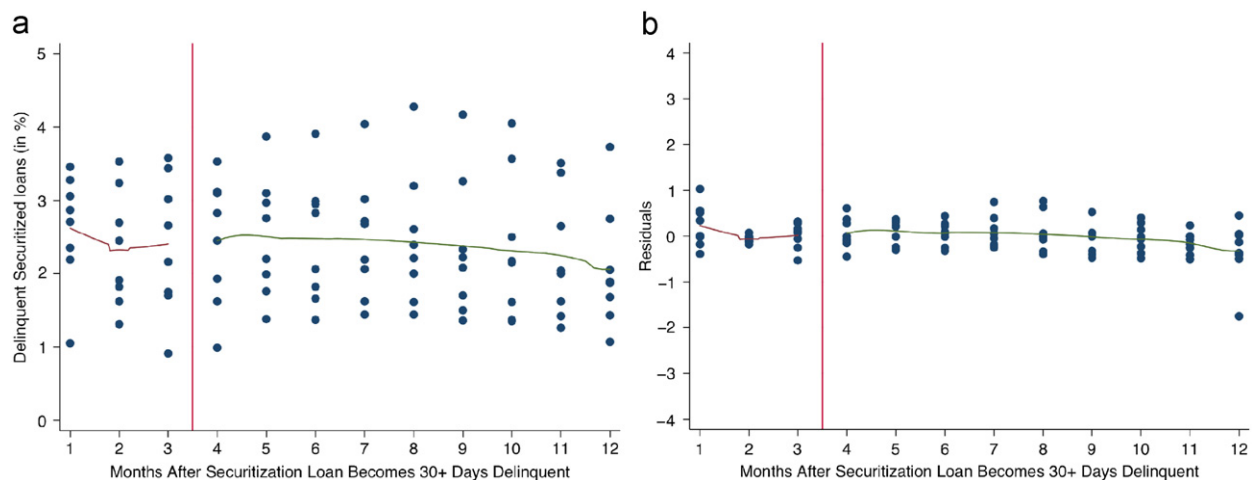 a
Delinquent Securitized loans (in %)
5
4
3
2
1
0
1 2 3 4 5 6 7 8 9 10 11 12
Months After Securitization Loan Becomes 30+ Days Delinquent
b
Residuals
4
3
2
1
0
−1
−2
−3
−4
1 2 3 4 5 6 7 8 9 10 11 12
Months After Securitization Loan Becomes 30+ Days Delinquent